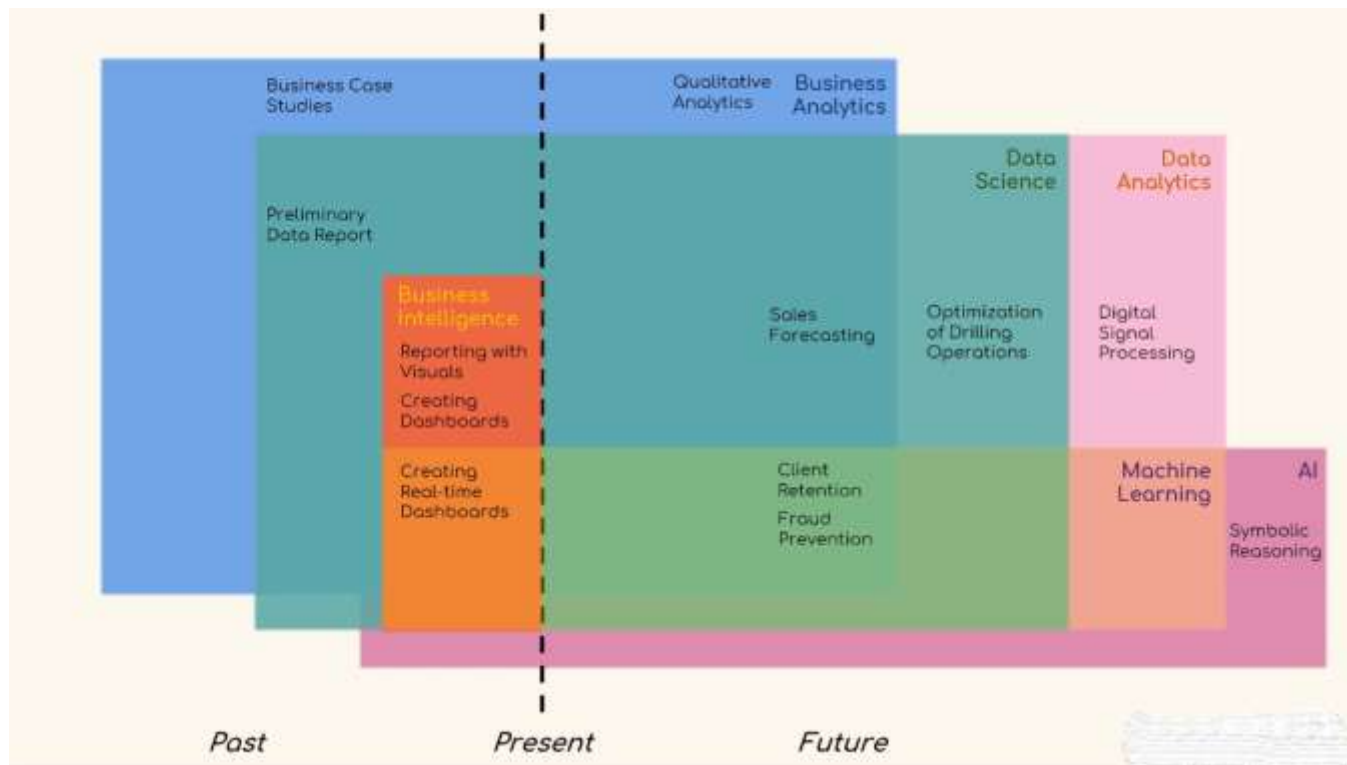 Business Case
Studies
Qualitative
Analytics
Business
Analytics
Data
Science
Data
Analytics
Preliminary
Data Report
Business
Intelligence
Reporting with
Visuals
Creating
Dashboards
Sales
Forecasting
Optimization
of Drilling
Operations
Digital
Signal
Processing
Creating
Real-time
Dashboards
Client
Retention
Fraud
Prevention
Machine
Learning
AI
Symbolic
Reasoning
Past
Present
Future